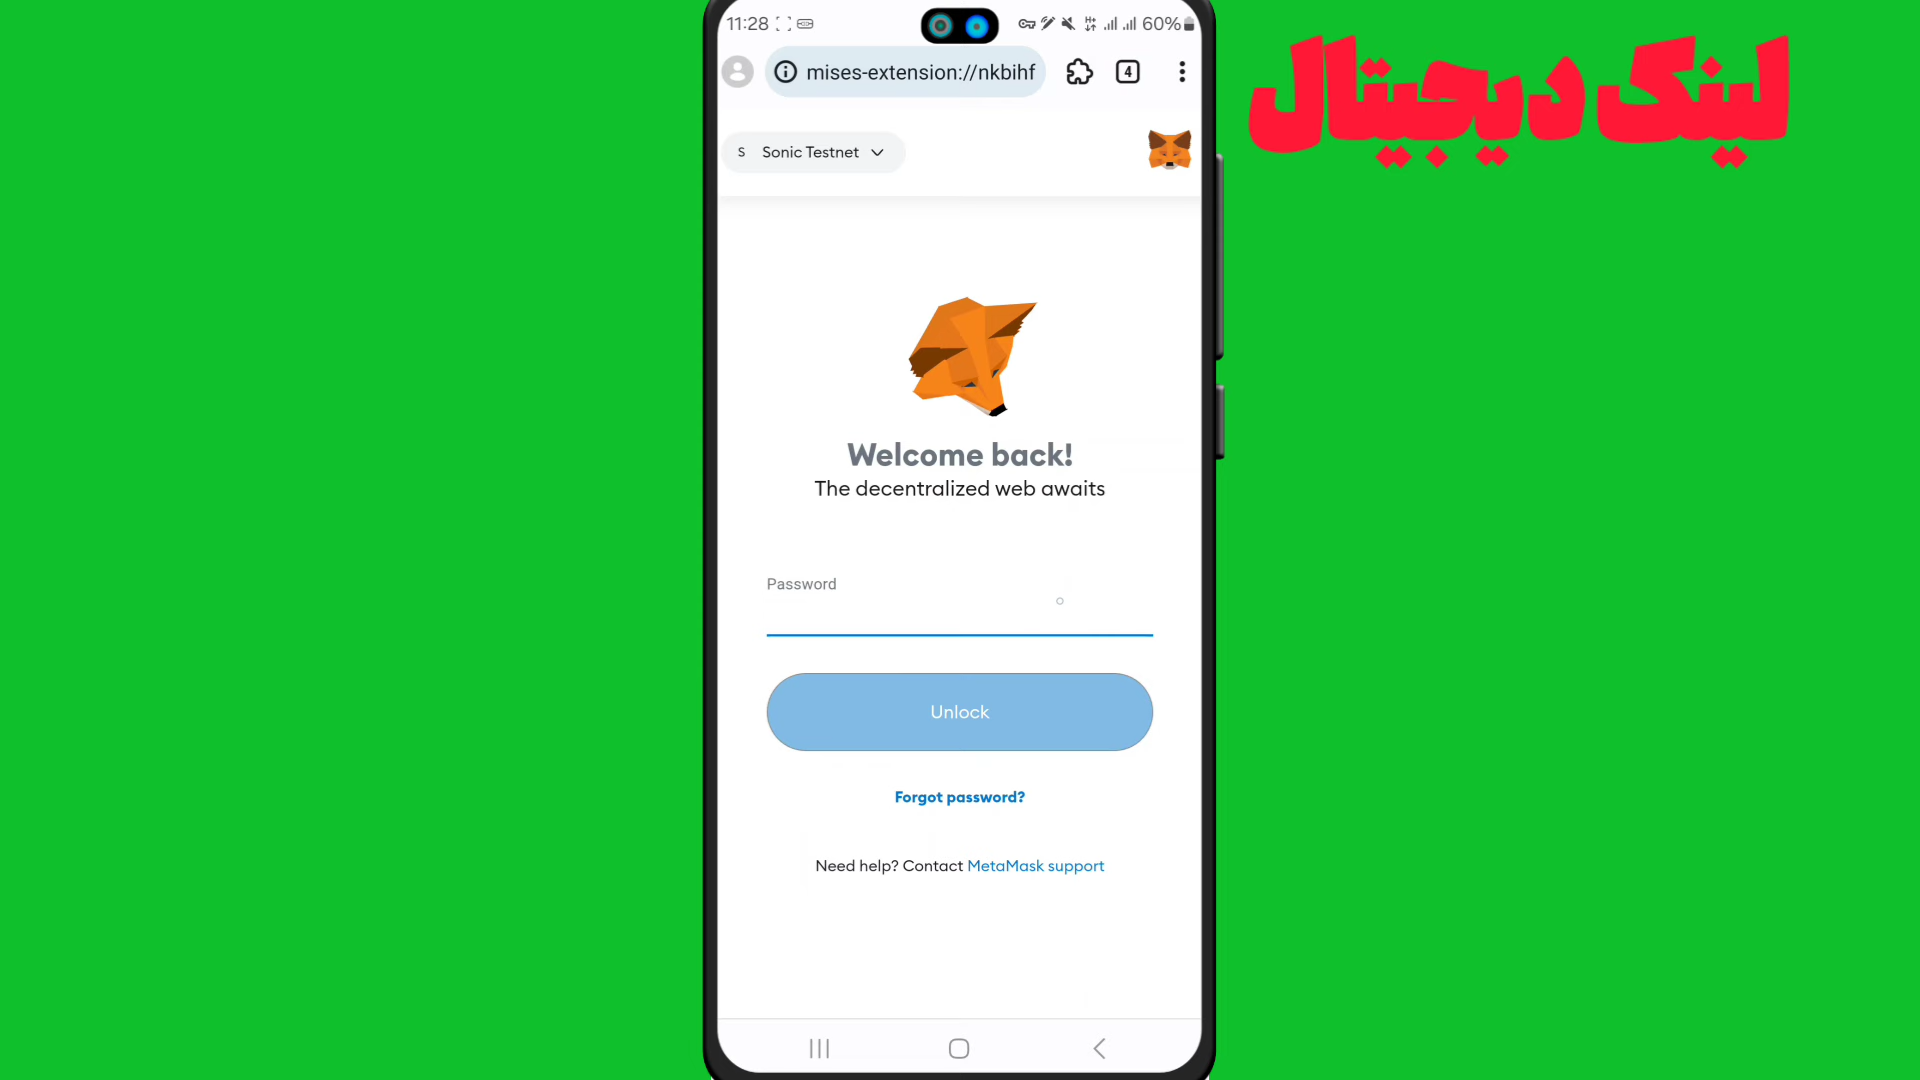 11:28
60%
mises-extension://nkbihf
4
لینک دیجیتال
S Sonic Testnet
Welcome back!
The decentralized web awaits
Password
Unlock
Forgot password?
Need help? Contact MetaMask support